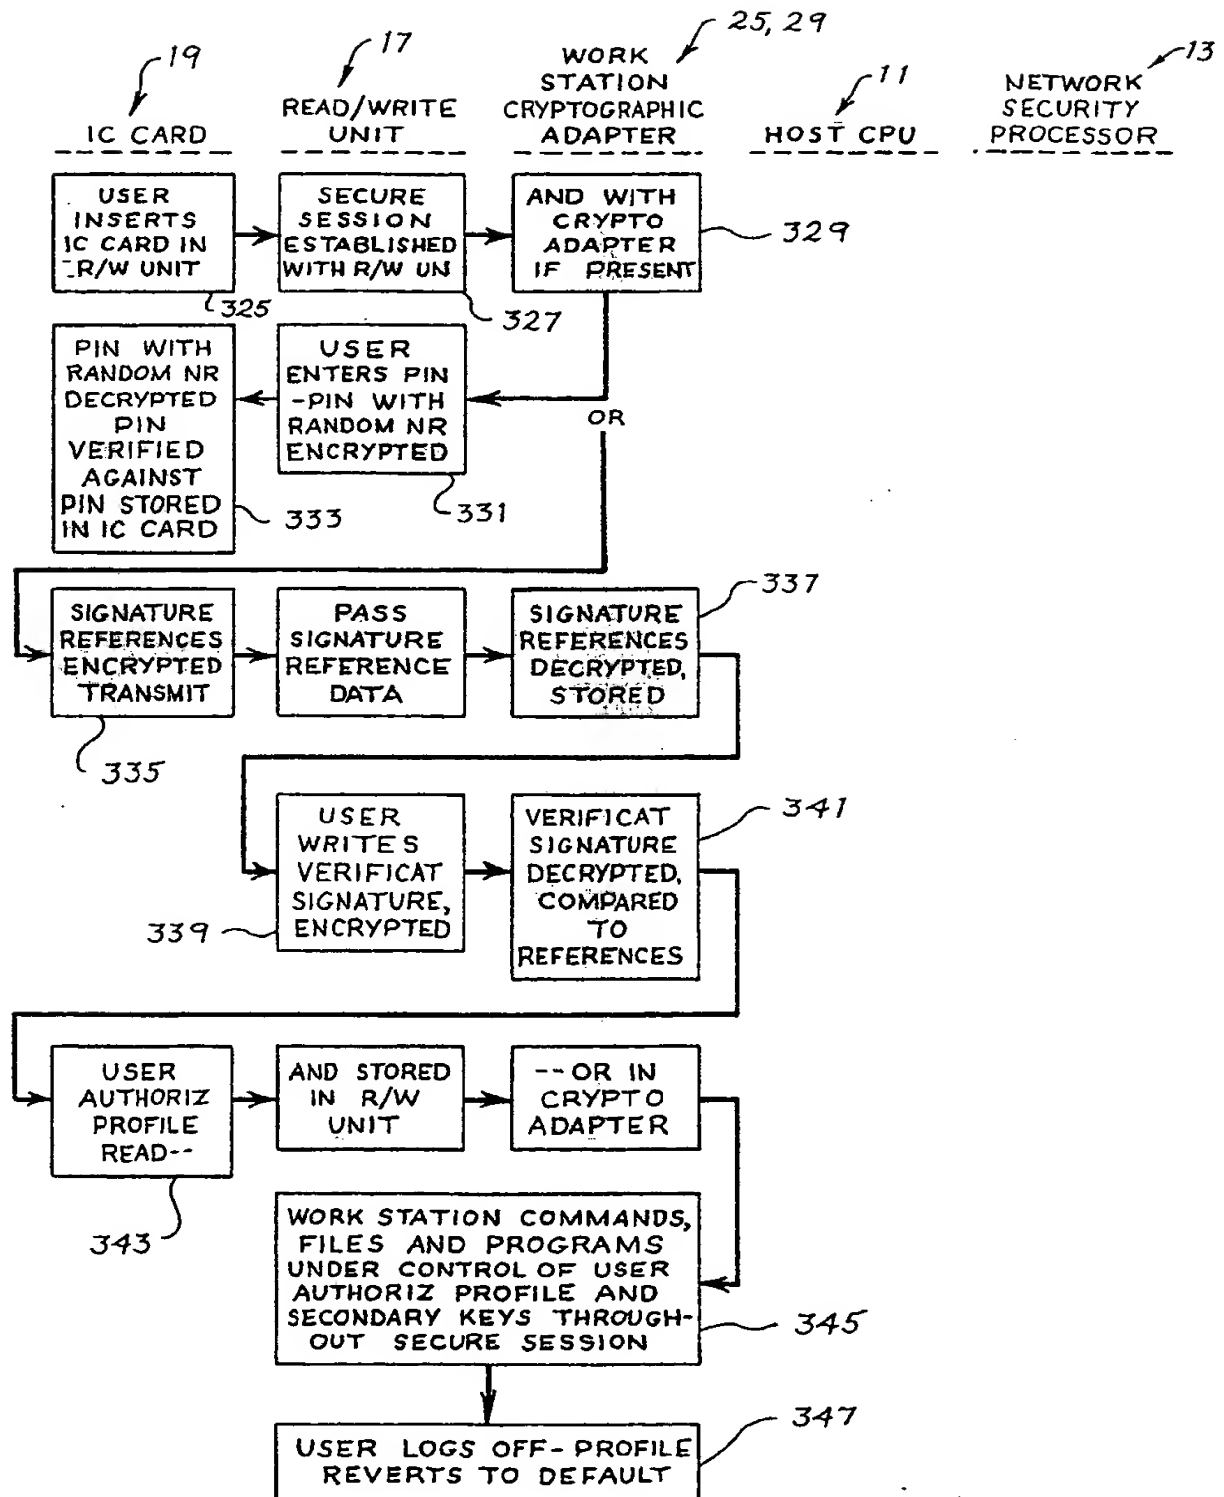 19
IC CARD
17
READ/WRITE
UNIT
25, 29
WORK
STATION
CRYPTOGRAPHIC
ADAPTER
11
HOST CPU
13
NETWORK
SECURITY
PROCESSOR
USER
INSERTS
IC CARD IN
R/W UNIT
325
SECURE
SESSION
ESTABLISHED
WITH R/W UN
327
AND WITH
CRYPTO
ADAPTER
IF PRESENT
329
PIN WITH
RANDOM NR
DECRYPTED
PIN
VERIFIED
AGAINST
PIN STORED
IN IC CARD
333
USER
ENTERS PIN
-PIN WITH
RANDOM NR
ENCRYPTED
331
OR
SIGNATURE
REFERENCES
ENCRYPTED
TRANSMIT
335
PASS
SIGNATURE
REFERENCE
DATA
SIGNATURE
REFERENCES
DECRYPTED,
STORED
337
USER
WRITES
VERIFICAT
SIGNATURE,
ENCRYPTED
339
VERIFICAT
SIGNATURE
DECRYPTED,
COMPARED
TO
REFERENCES
341
USER
AUTHORIZ
PROFILE
READ--
343
AND STORED
IN R/W
UNIT
--OR IN
CRYPTO
ADAPTER
WORK STATION COMMANDS,
FILES AND PROGRAMS
UNDER CONTROL OF USER
AUTHORIZ PROFILE AND
SECONDARY KEYS THROUGH-
OUT SECURE SESSION
345
USER LOGS OFF-PROFILE
REVERTS TO DEFAULT
347